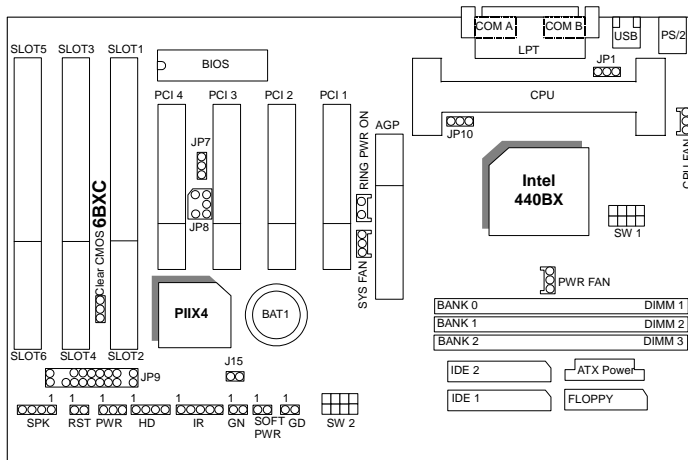 COM A
COM B
USB
PS/2
LPT
SLOT5
SLOT3
SLOT1
BIOS
JP1
CPU
PCI 4
PCI 3
PCI 2
PCI 1
AGP
JP10
CPU FAN
JP7
RING PWR ON
Intel
440BX
JP8
Clear CMOS
6BXC
SW 1
SYS FAN
PWR FAN
PIIX4
BAT1
BANK 0
DIMM 1
BANK 1
DIMM 2
BANK 2
DIMM 3
SLOT6
SLOT4
SLOT2
J15
JP9
IDE 2
ATX Power
IDE 1
FLOPPY
1 1 1 1 1 1 1 1
SPK
RST
PWR
HD
IR
GN
SOFT
PWR
GD
SW 2